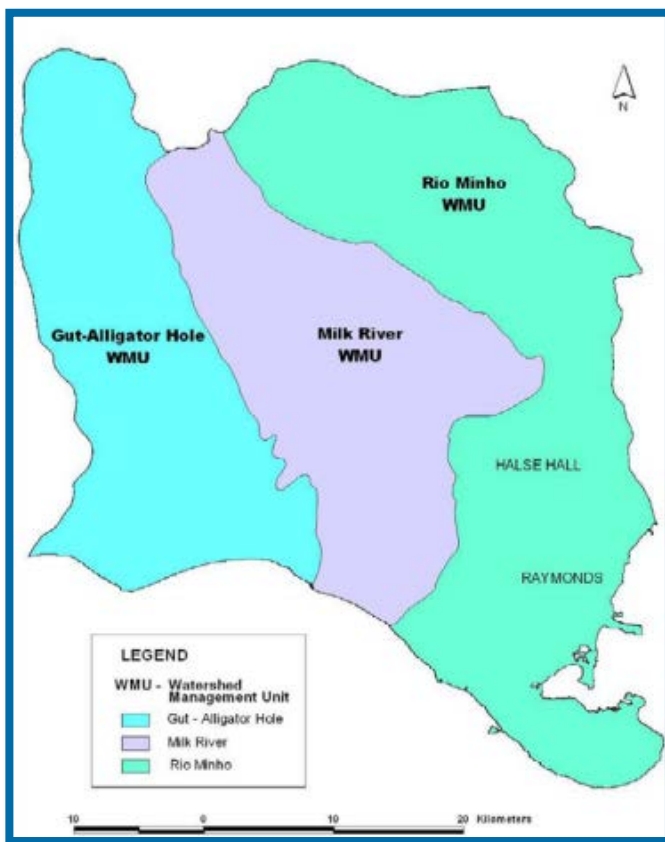 N
Rio Minho
WMU
Gut-Alligator Hole
WMU
Milk River
WMU
HALSE HALL
RAYMONDS
LEGEND
WMU - Watershed
Management Unit
Gut - Alligator Hole
Milk River
Rio Minho
10 0 10 20 Kilometers